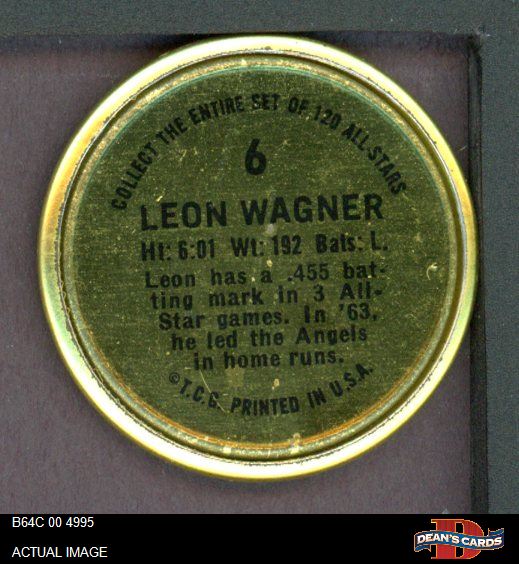 COLLECT THE ENTIRE SET OF 120 ALL STARS
6
LEON WAGNER
Ht: 6:01 Wt: 192 Bats: L.
Leon has a .455 bat-
ting mark in 3 All-
Star games. In '63,
he led the Angels
in home runs.
©T.C.G. PRINTED IN U.S.A.
B64C 00 4995
ACTUAL IMAGE
D
DEAN'S CARDS